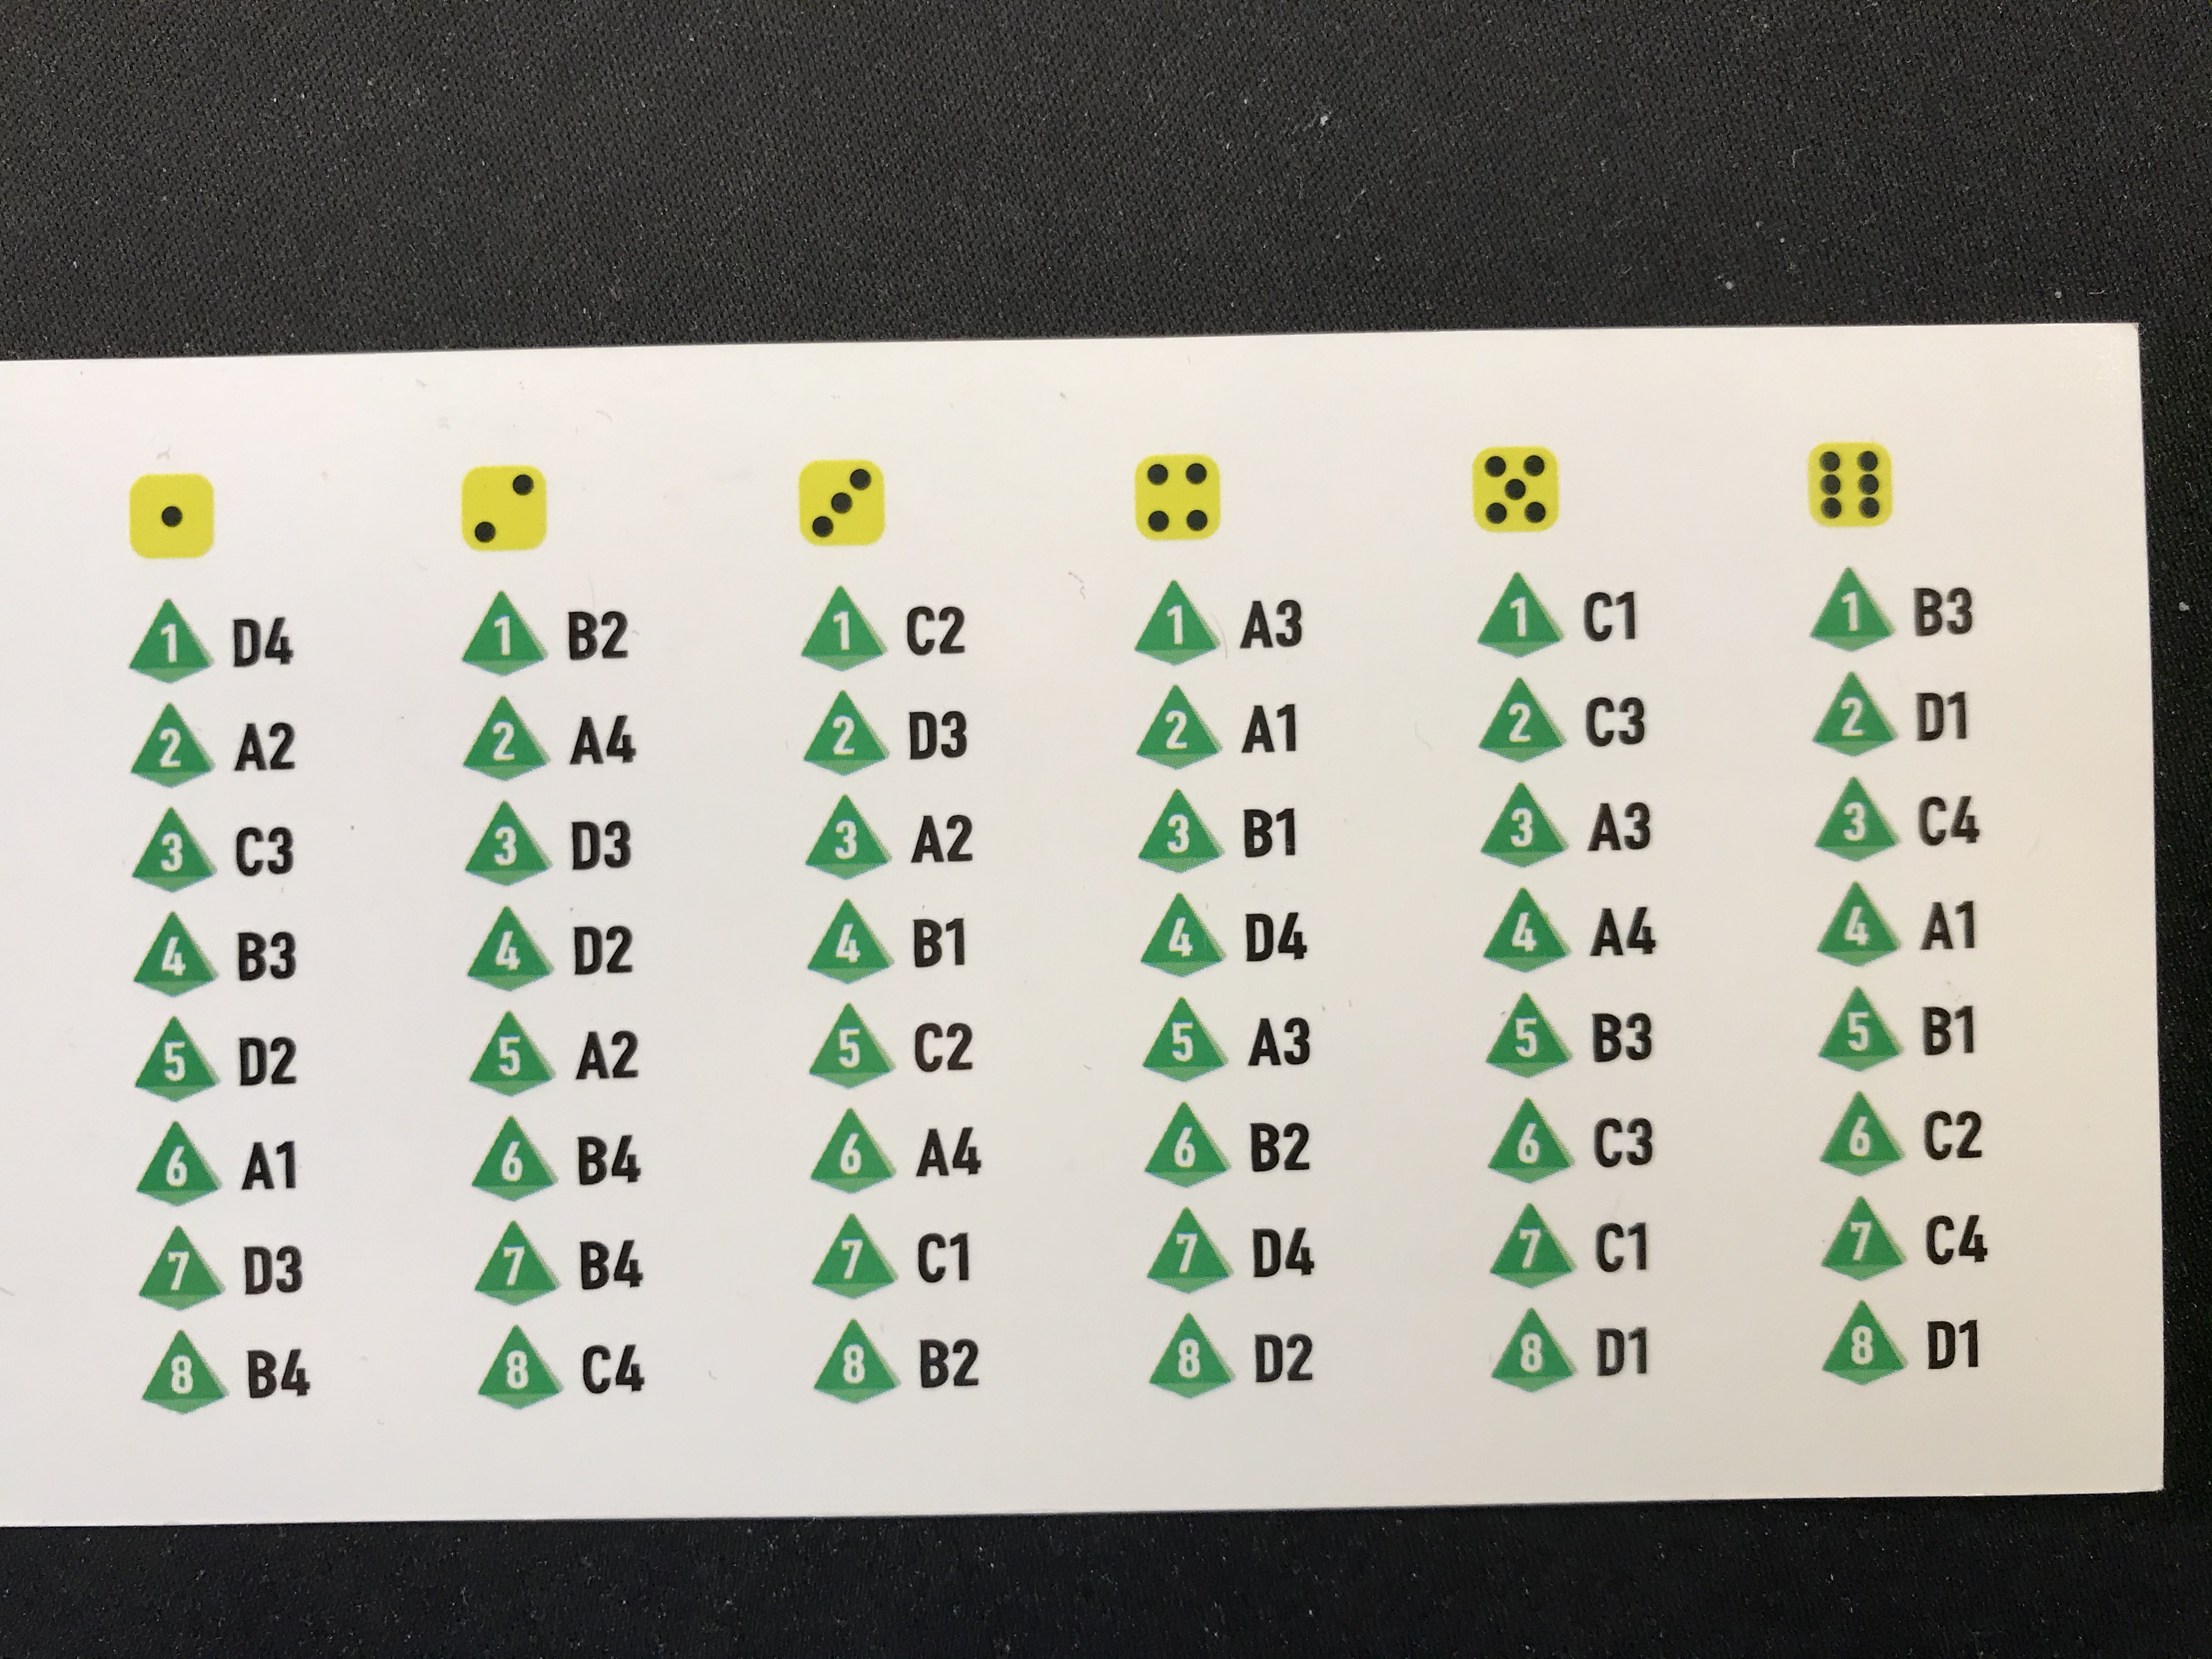 1 D4 1 B2 1 C2 1 A3 1 C1 1 B3
2 A2 2 A4 2 D3 2 A1 2 C3 2 D1
3 C3 3 D3 3 A2 3 B1 3 A3 3 C4
4 B3 4 D2 4 B1 4 D4 4 A4 4 A1
5 D2 5 A2 5 C2 5 A3 5 B3 5 B1
6 A1 6 B4 6 A4 6 B2 6 C3 6 C2
7 D3 7 B4 7 C1 7 D4 7 C1 7 C4
8 B4 8 C4 8 B2 8 D2 8 D1 8 D1